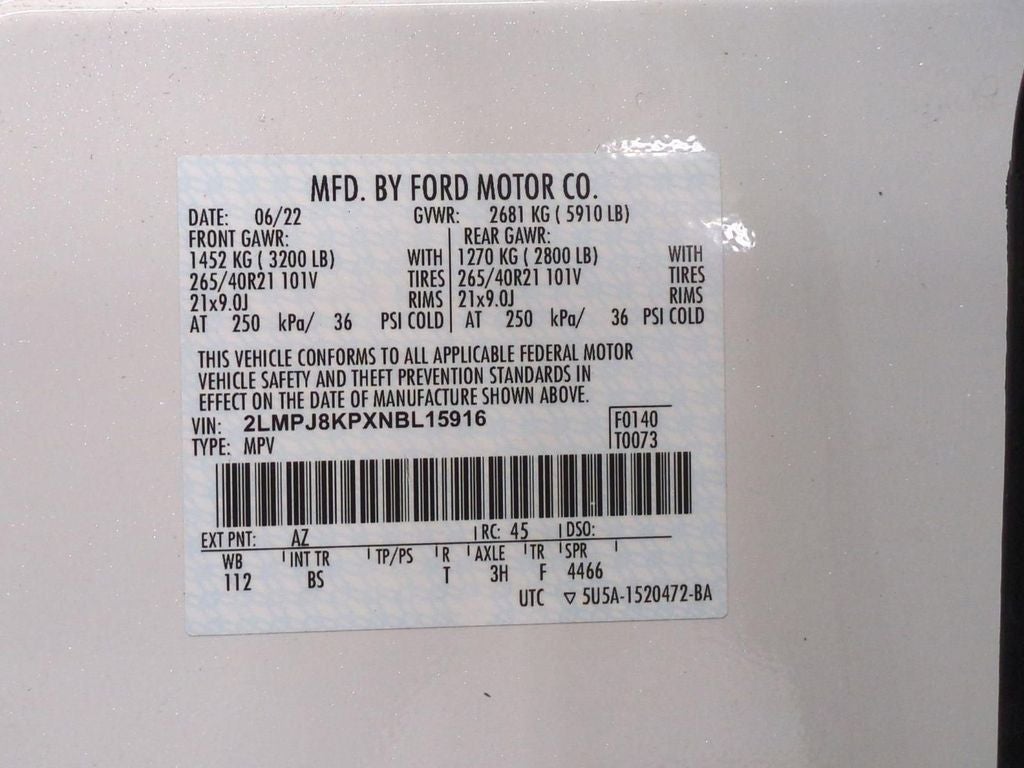 MFD. BY FORD MOTOR CO.
DATE: 06/22 GVWR: 2681 KG ( 5910 LB)
FRONT GAWR: REAR GAWR:
1452 KG ( 3200 LB) WITH 1270 KG ( 2800 LB) WITH
265/40R21 101V TIRES 265/40R21 101V TIRES
21x9.0J RIMS 21x9.0J RIMS
AT 250 kPa/ 36 PSI COLD AT 250 kPa/ 36 PSI COLD
THIS VEHICLE CONFORMS TO ALL APPLICABLE FEDERAL MOTOR
VEHICLE SAFETY AND THEFT PREVENTION STANDARDS IN
EFFECT ON THE DATE OF MANUFACTURE SHOWN ABOVE.
VIN: 2LMPJ8KPXNBL15916 F0140
TYPE: MPV T0073
EXT PNT: AZ RC: 45 DSO:
WB INT TR TP/PS R AXLE TR SPR
112 BS T 3H F 4466
UTC ▽ 5U5A-1520472-BA